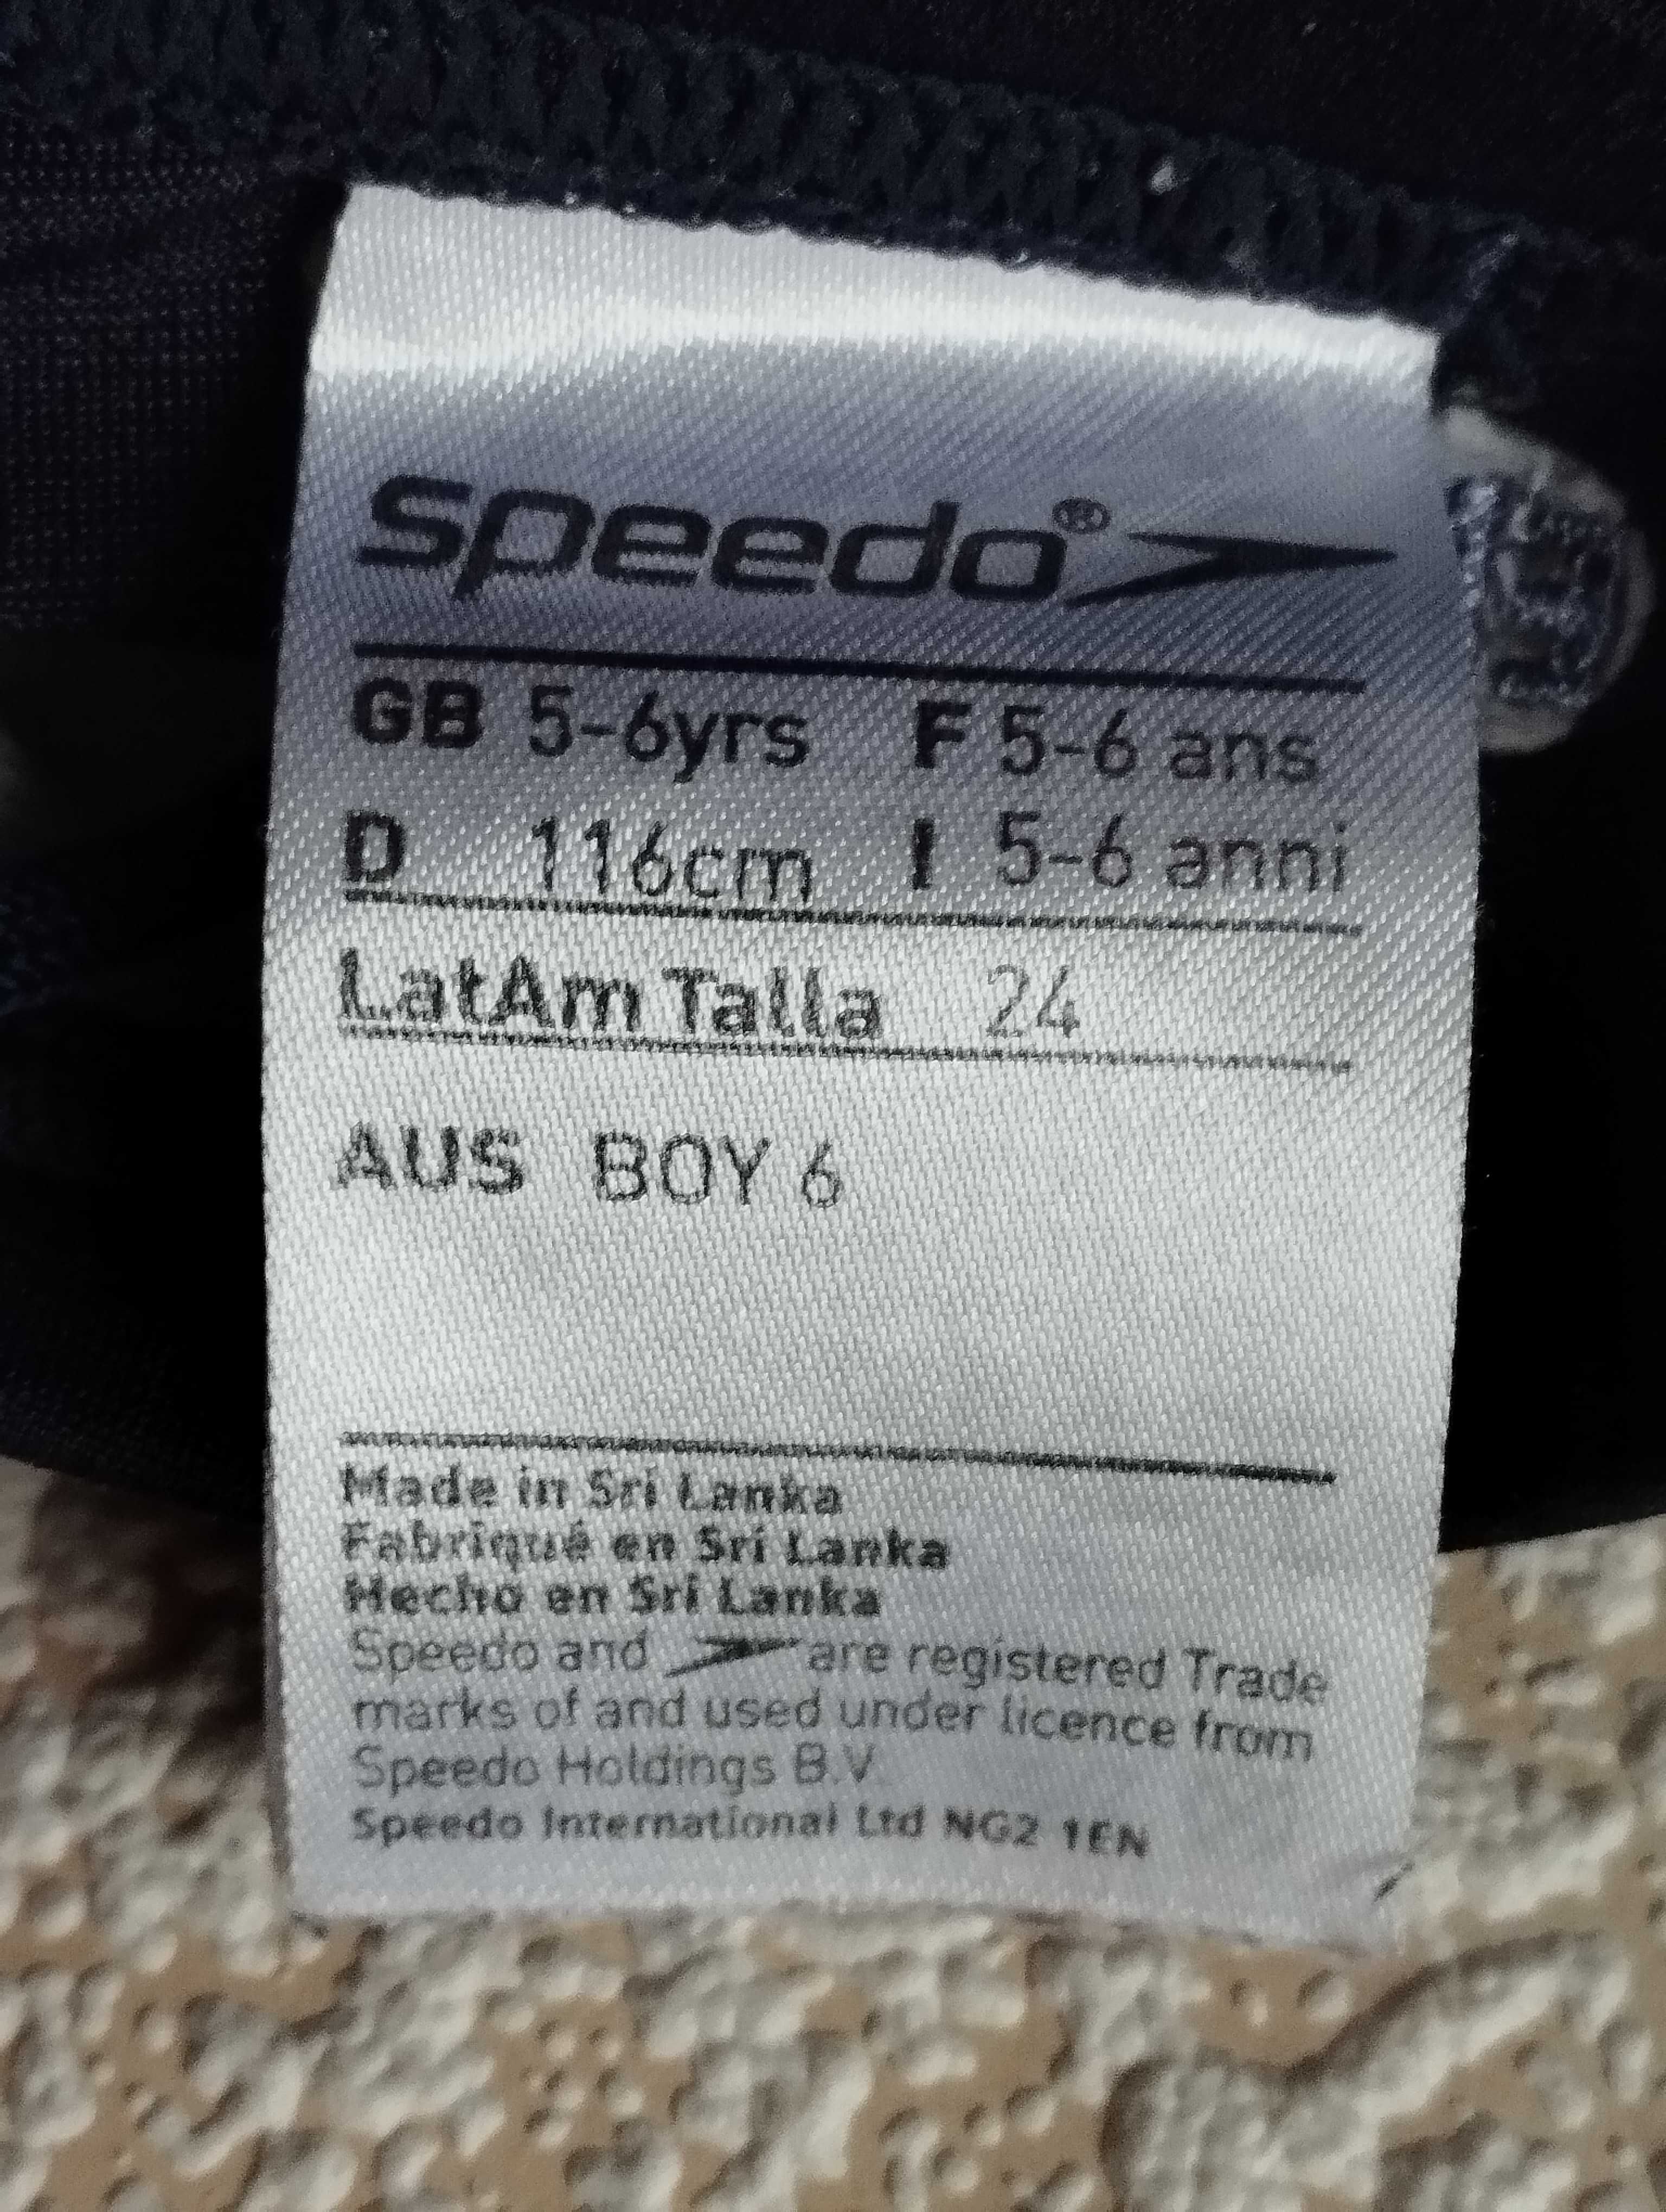 speedo®
GB 5-6yrs F 5-6 ans
D 116cm I 5-6 anni
LatAm Talla 24
AUS BOY 6
Made in Sri Lanka
Fabriqué en Sri Lanka
Hecho en Sri Lanka
Speedo and are registered Trade
marks of and used under licence from
Speedo Holdings B.V.
Speedo International Ltd NG2 1EN